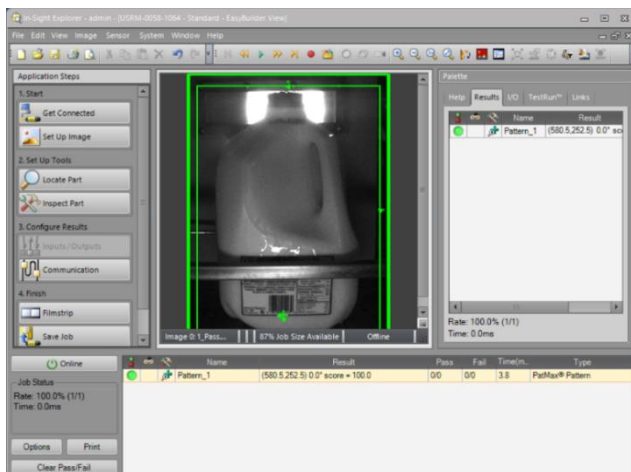 In-Sight Explorer - admin - [USRM-0058-1064 - Standard - EasyBuilder View]
File Edit View Image Sensor System Window Help
Application Steps
1. Start
Get Connected
Set Up Image
2. Set Up Tools
Locate Part
Inspect Part
3. Configure Results
Inputs/Outputs
Communication
4. Finish
Filmstrip
Save Job
Image 0: 1_Pass... 87% Job Size Available Offline
Palette
Help Results I/O TestRun™ Links
Name Result
Pattern_1 (580.5,252.5) 0.0° sco
Rate: 100.0% (1/1)
Time: 0.0ms
Online
Job Status
Rate: 100.0% (1/1)
Time: 0.0ms
Options Print
Clear Pass/Fail
Name Result Pass Fail Time(m... Type
Pattern_1 (580.5,252.5) 0.0° score = 100.0 0/0 0/0 3.8 PatMax® Pattern